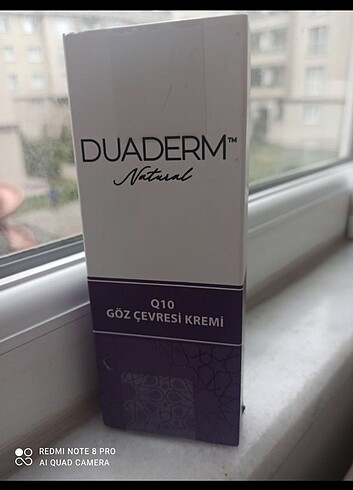 DUADERM™
Natural
Q10
GÖZ ÇEVRESİ KREMİ
REDMI NOTE 8 PRO
AI QUAD CAMERA